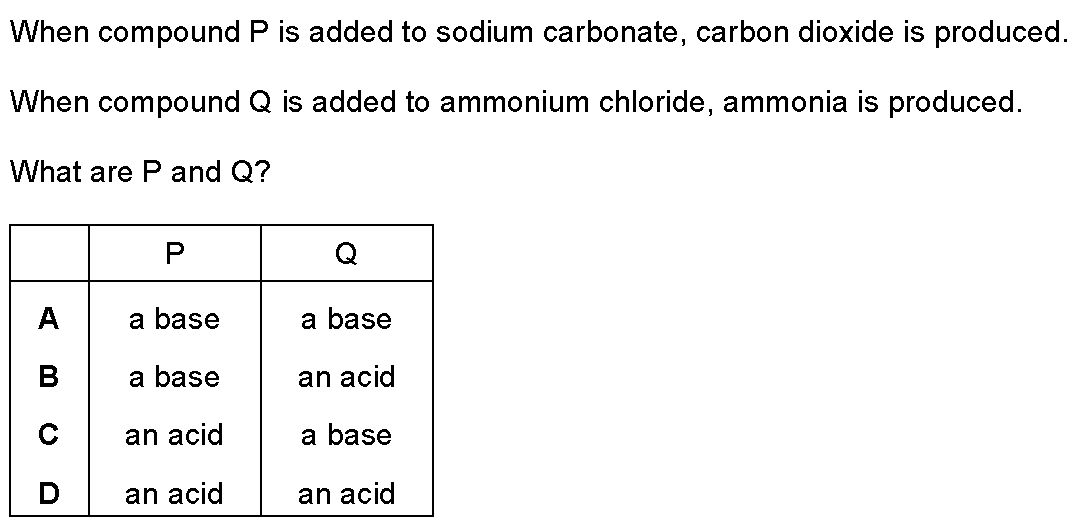 When compound P is added to sodium carbonate, carbon dioxide is produced.
When compound Q is added to ammonium chloride, ammonia is produced.
What are P and Q?
P Q
A a base a base
B a base an acid
C an acid a base
D an acid an acid